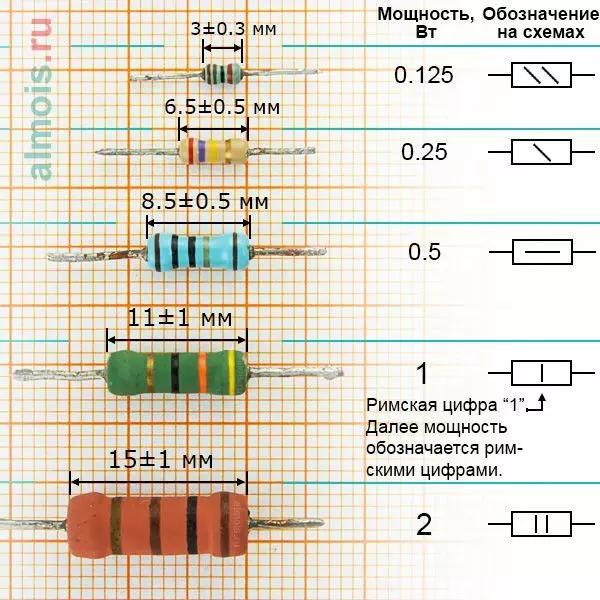 Мощность, Обозначение
Вт на схемах
almois.ru
3±0.3 мм
0.125
6.5±0.5 мм
0.25
8.5±0.5 мм
0.5
11±1 мм
1
Римская цифра “1”.
Далее мощность
обозначается рим-
скими цифрами.
15±1 мм
2